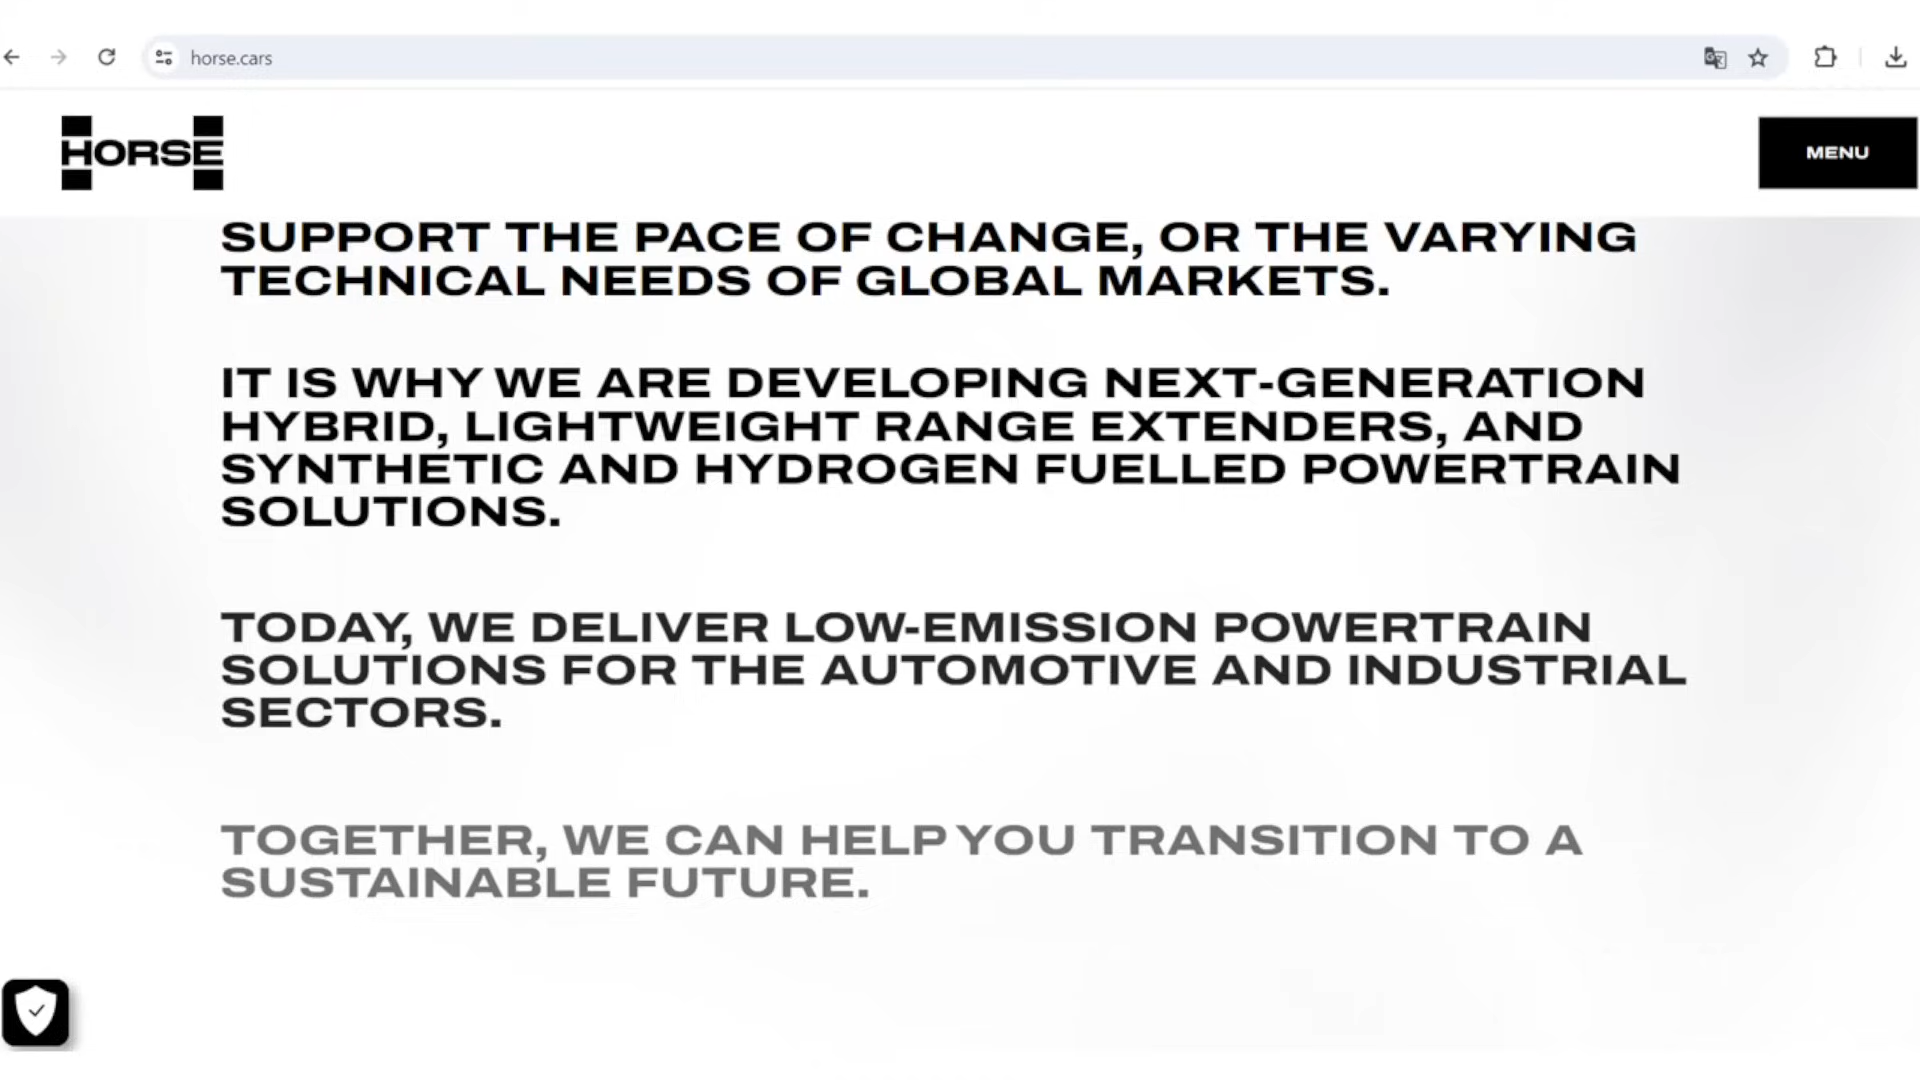 horse.cars
HORSE
MENU
SUPPORT THE PACE OF CHANGE, OR THE VARYING
TECHNICAL NEEDS OF GLOBAL MARKETS.
IT IS WHY WE ARE DEVELOPING NEXT-GENERATION
HYBRID, LIGHTWEIGHT RANGE EXTENDERS, AND
SYNTHETIC AND HYDROGEN FUELLED POWERTRAIN
SOLUTIONS.
TODAY, WE DELIVER LOW-EMISSION POWERTRAIN
SOLUTIONS FOR THE AUTOMOTIVE AND INDUSTRIAL
SECTORS.
TOGETHER, WE CAN HELP YOU TRANSITION TO A
SUSTAINABLE FUTURE.